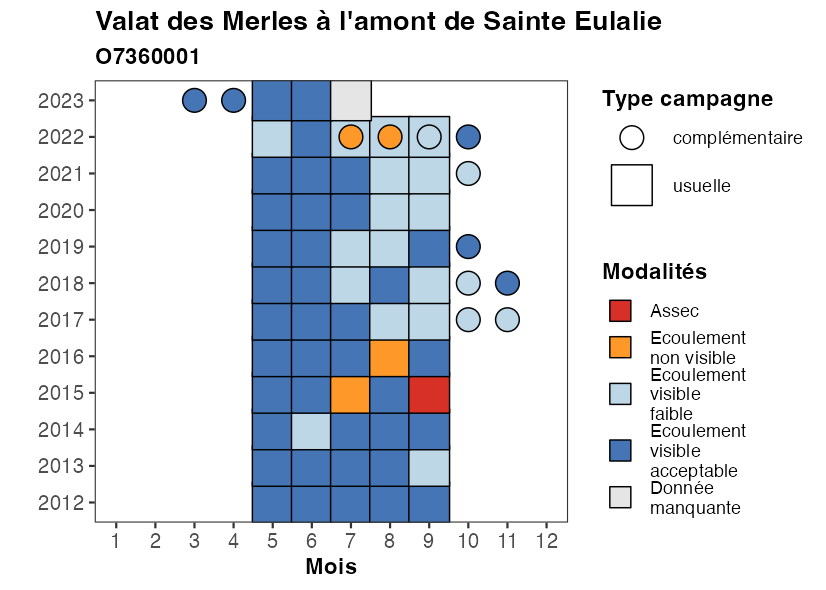 Valat des Merles à l'amont de Sainte Eulalie
O7360001
2023
2022
2021
2020
2019
2018
2017
2016
2015
2014
2013
2012
1 2 3 4 5 6 7 8 9 10 11 12
Mois
Type campagne
complémentaire
usuelle
Modalités
Assec
Ecoulement
non visible
Ecoulement
visible
faible
Ecoulement
visible
acceptable
Donnée
manquante